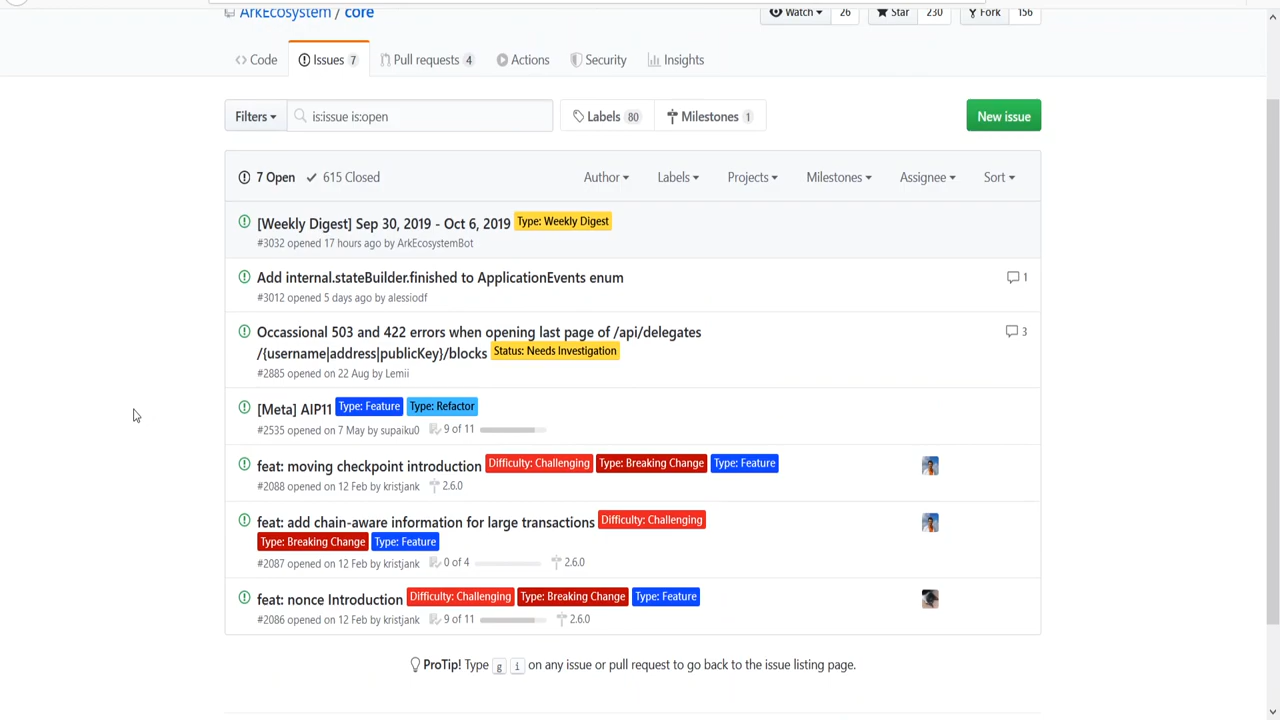 ArkEcosystem / core
Watch 26 Star 230 Fork 156
Code Issues 7 Pull requests 4 Actions Security Insights
Filters is:issue is:open Labels 80 Milestones 1 New issue
7 Open 615 Closed Author Labels Projects Milestones Assignee Sort
[Weekly Digest] Sep 30, 2019 - Oct 6, 2019 Type: Weekly Digest
#3032 opened 17 hours ago by ArkEcosystemBot
Add internal.stateBuilder.finished to ApplicationEvents enum 1
#3012 opened 5 days ago by alessiodf
Occassional 503 and 422 errors when opening last page of /api/delegates 3
/{username|address|publicKey}/blocks Status: Needs Investigation
#2885 opened on 22 Aug by Lemii
[Meta] AIP11 Type: Feature Type: Refactor
#2535 opened on 7 May by supaiku0 9 of 11
feat: moving checkpoint introduction Difficulty: Challenging Type: Breaking Change Type: Feature
#2088 opened on 12 Feb by kristjank 2.6.0
feat: add chain-aware information for large transactions Difficulty: Challenging
Type: Breaking Change Type: Feature
#2087 opened on 12 Feb by kristjank 0 of 4 2.6.0
feat: nonce Introduction Difficulty: Challenging Type: Breaking Change Type: Feature
#2086 opened on 12 Feb by kristjank 9 of 11 2.6.0
ProTip! Type g i on any issue or pull request to go back to the issue listing page.